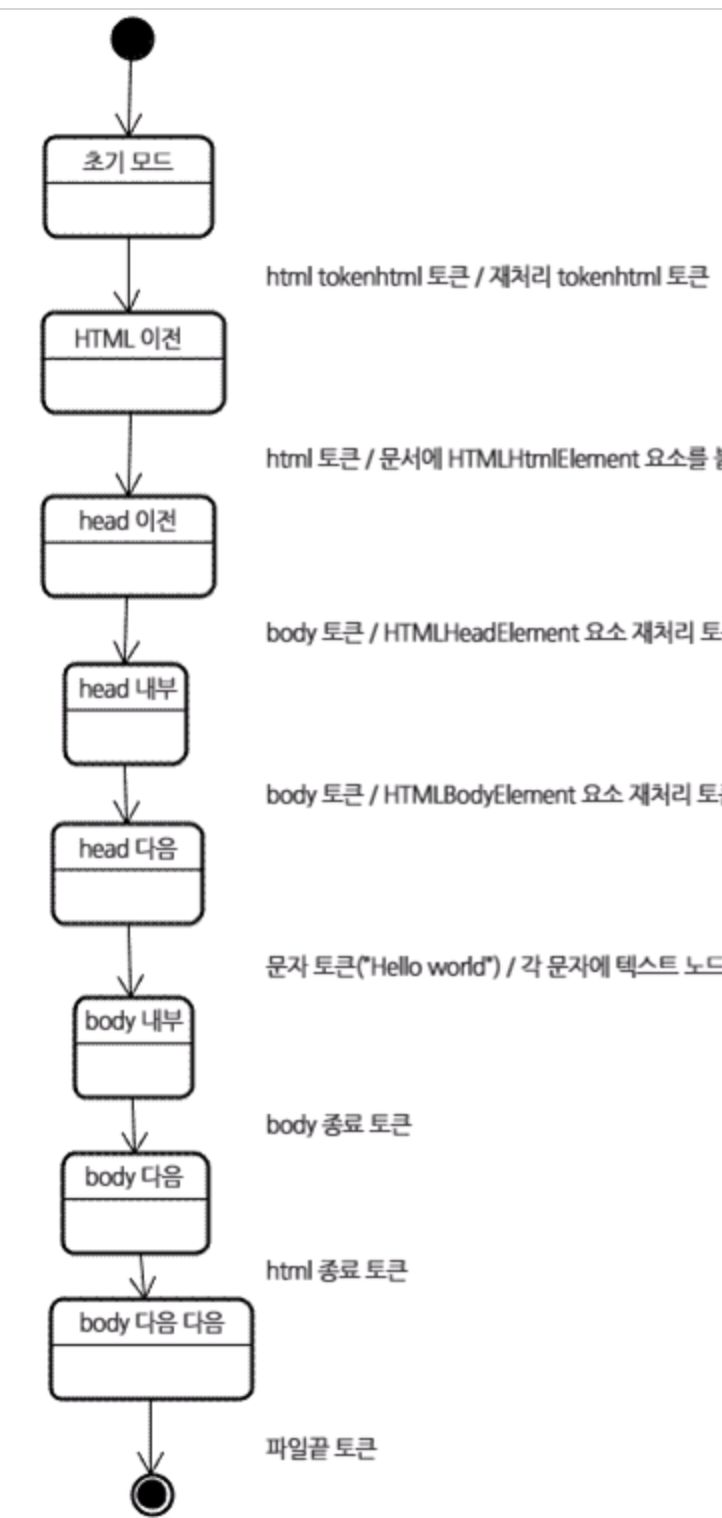 초기 모드
html tokenhtml 토큰 / 재처리 tokenhtml 토큰
HTML 이전
html 토큰 / 문서에 HTMLHtmlElement 요소를
head 이전
body 토큰 / HTMLHeadElement 요소 재처리
head 내부
body 토큰 / HTMLBodyElement 요소 재처리
head 다음
문자 토큰("Hello world") / 각 문자에 텍스트 노드
body 내부
body 종료 토큰
body 다음
html 종료 토큰
body 다음 다음
파일끝 토큰